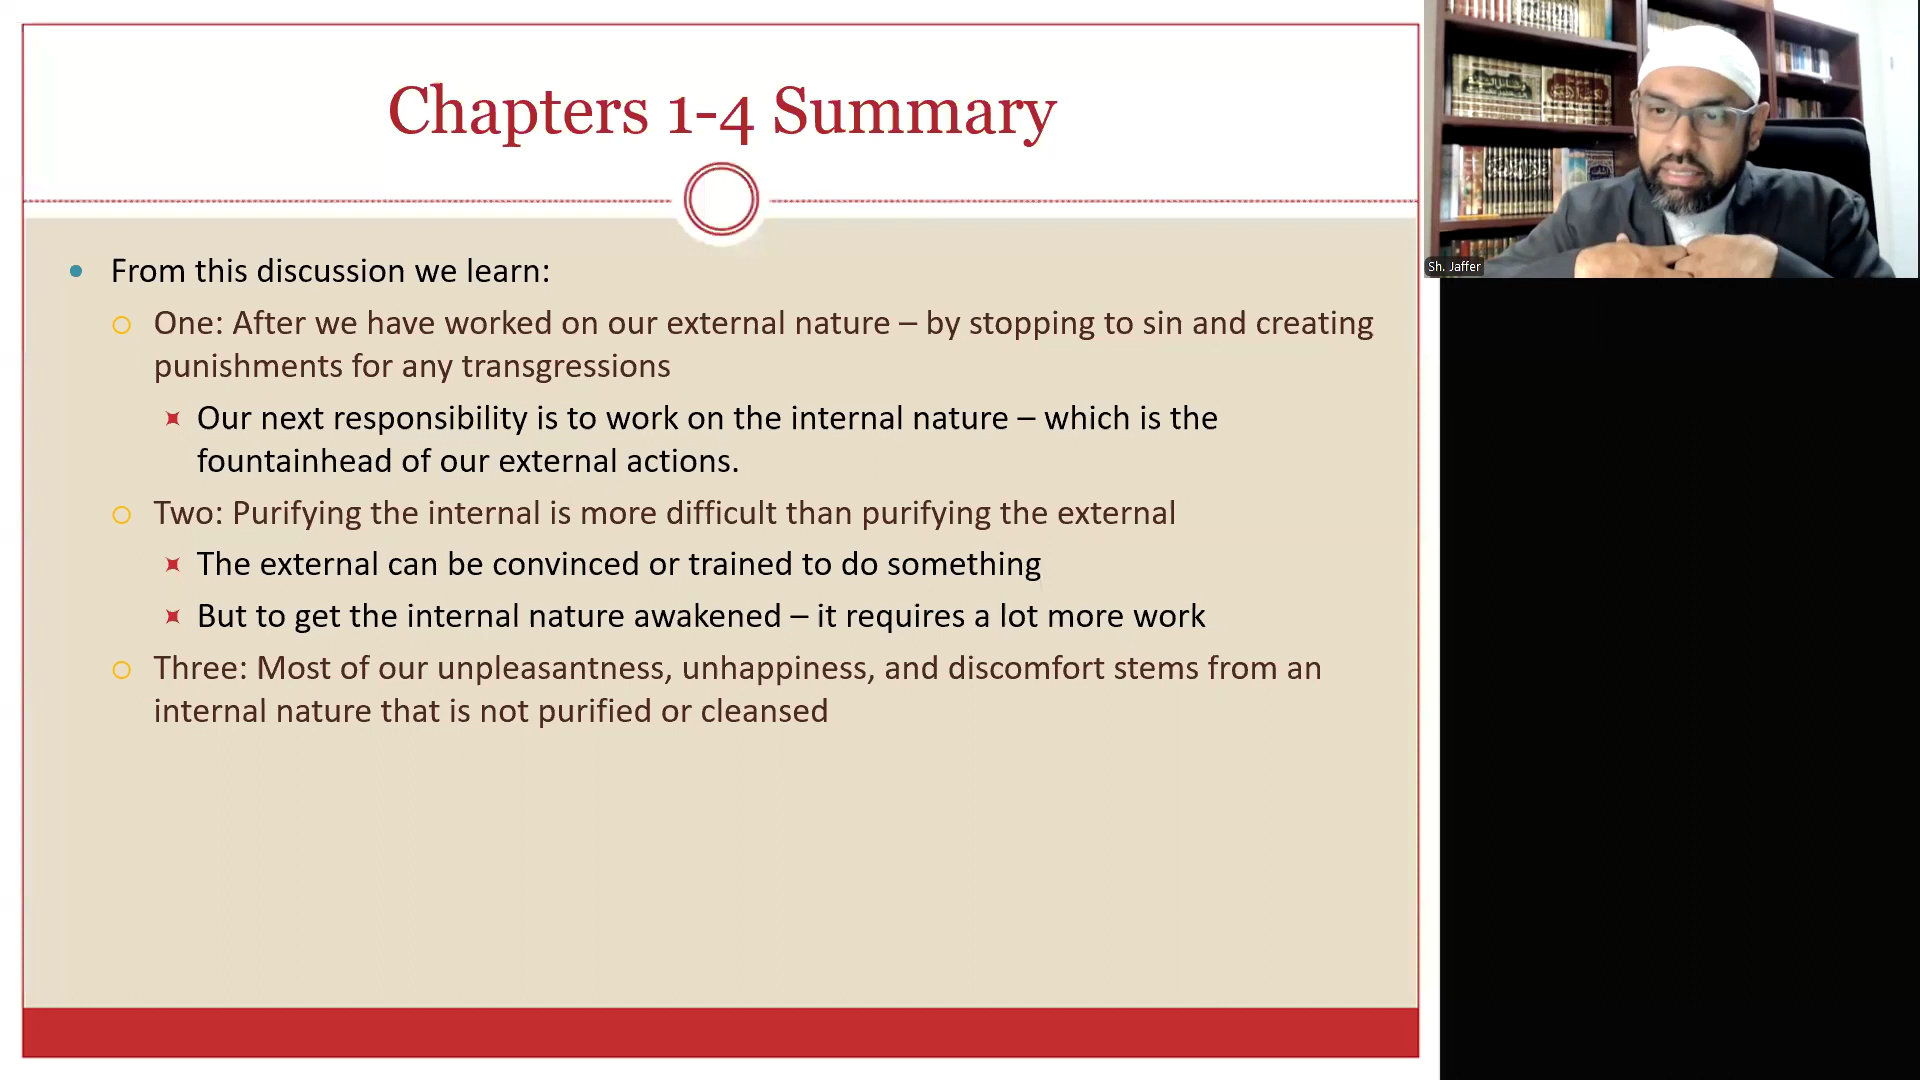 Chapters 1-4 Summary
From this discussion we learn:
One: After we have worked on our external nature – by stopping to sin and creating
punishments for any transgressions
Our next responsibility is to work on the internal nature – which is the
fountainhead of our external actions.
Two: Purifying the internal is more difficult than purifying the external
The external can be convinced or trained to do something
But to get the internal nature awakened – it requires a lot more work
Three: Most of our unpleasantness, unhappiness, and discomfort stems from an
internal nature that is not purified or cleansed
Sh. Jaffer